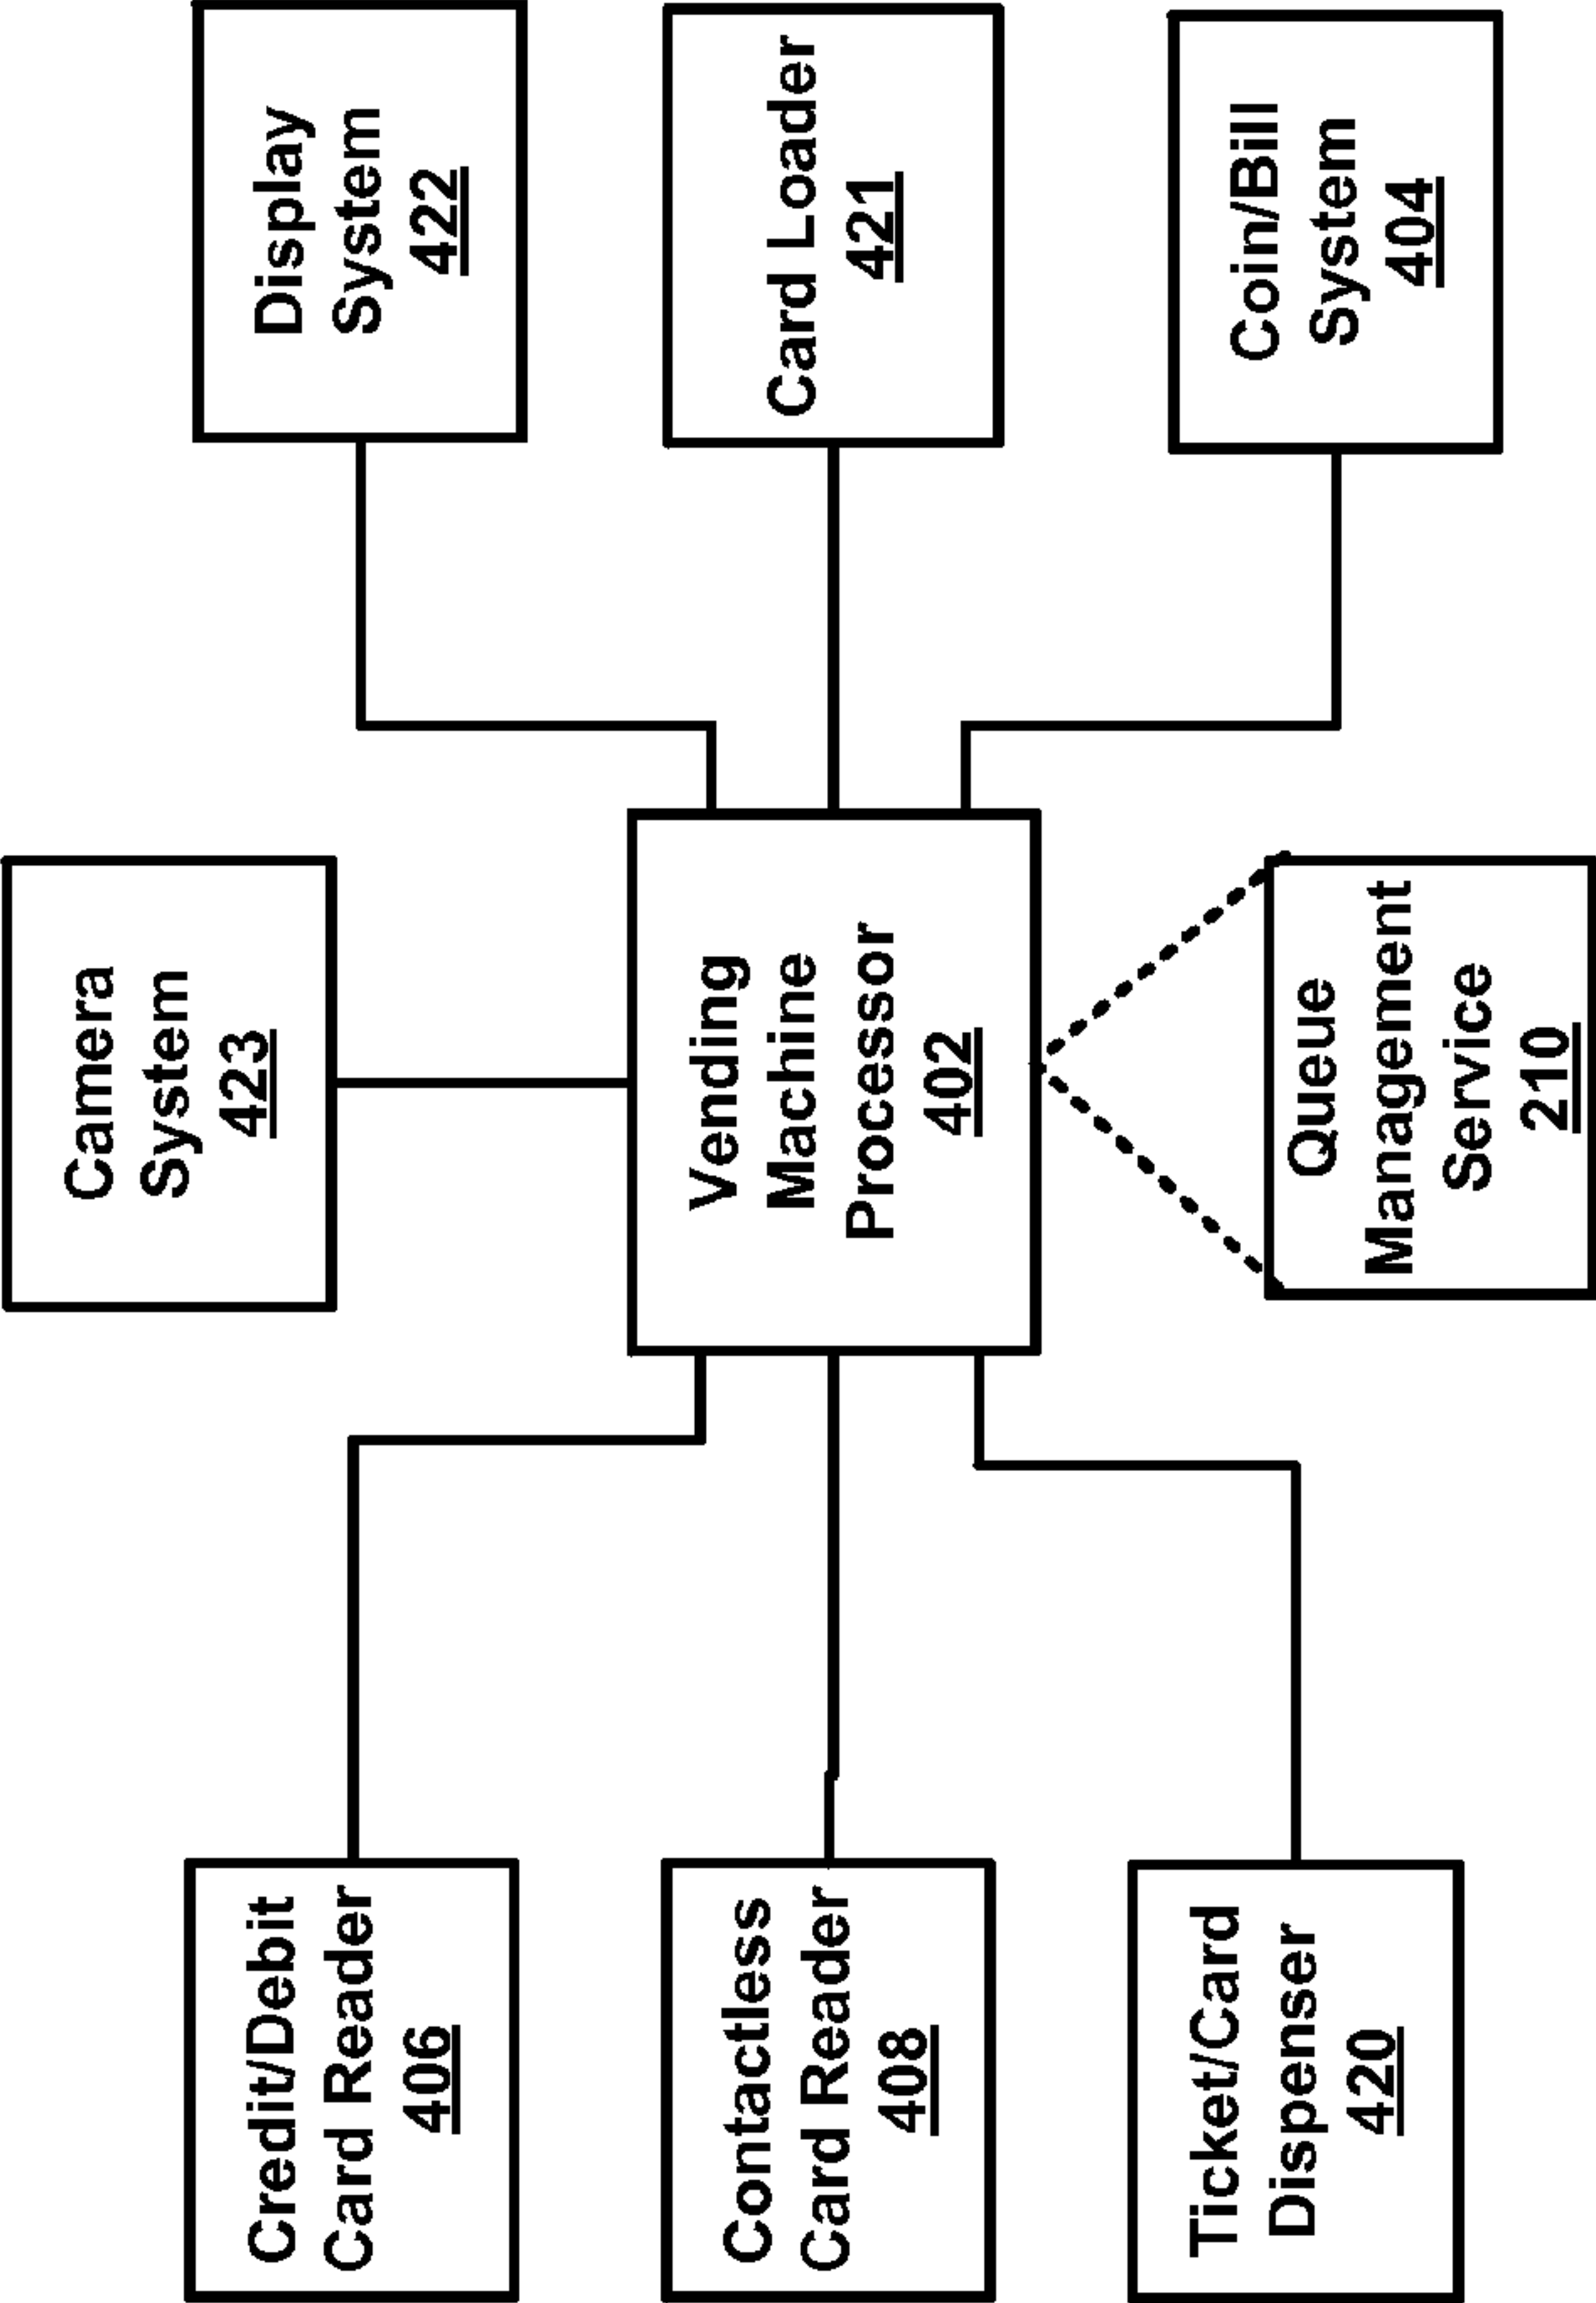 Camera
System
423
Credit/Debit
Card Reader
406
Display
System
422
Contactless
Card Reader
408
Vending
Machine
Processor
402
Card Loader
421
Ticket/Card
Dispenser
420
Queue
Management
Service
210
Coin/Bill
System
404